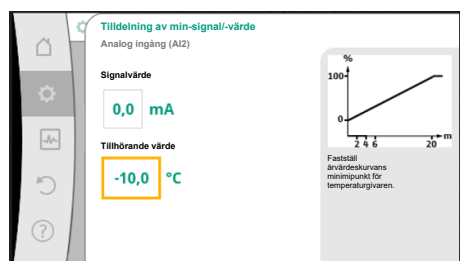 Tilldelning av min-signal/-värde
Analog ingång (AI2)
Signalvärde
0,0 mA
Tillhörande värde
-10,0 °C
%
100
0
2 4 6 20
m
Fastställ
ärvärdeskurvans
minimipunkt för
temperaturgivaren.